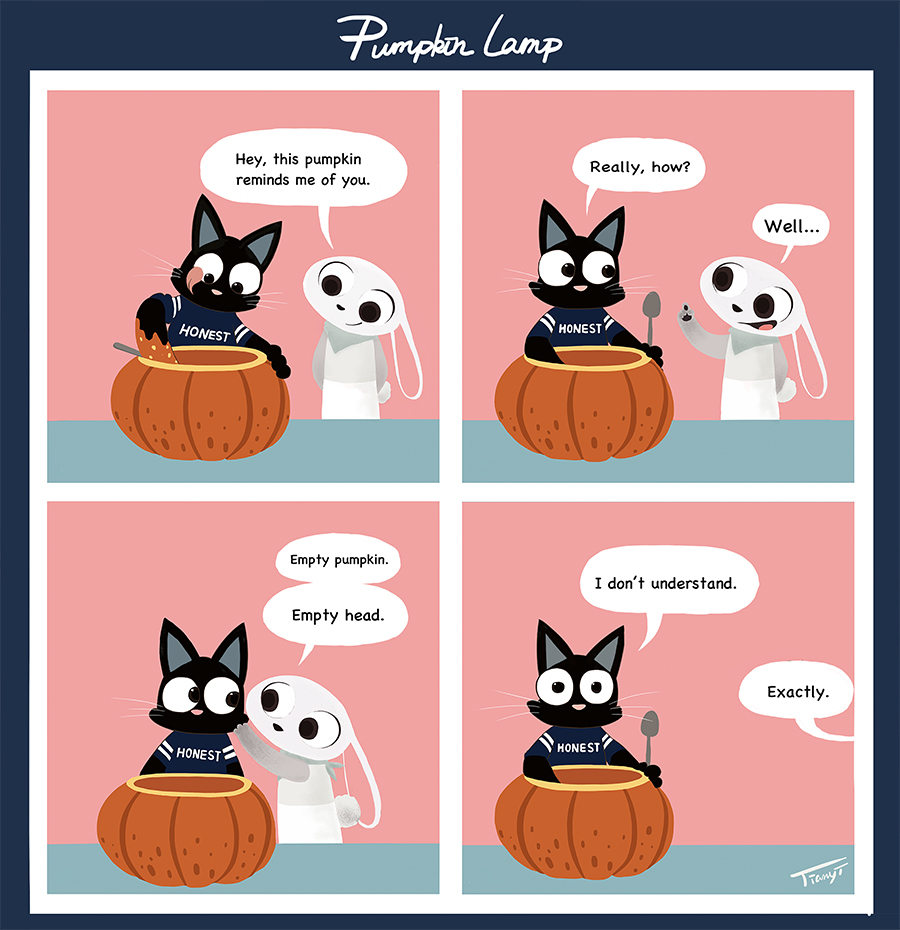 Pumpkin Lamp
Hey, this pumpkin
reminds me of you.
HONEST
Really, how?
Well...
HONEST
Empty pumpkin.
Empty head.
HONEST
I don't understand.
Exactly.
HONEST
TianyT